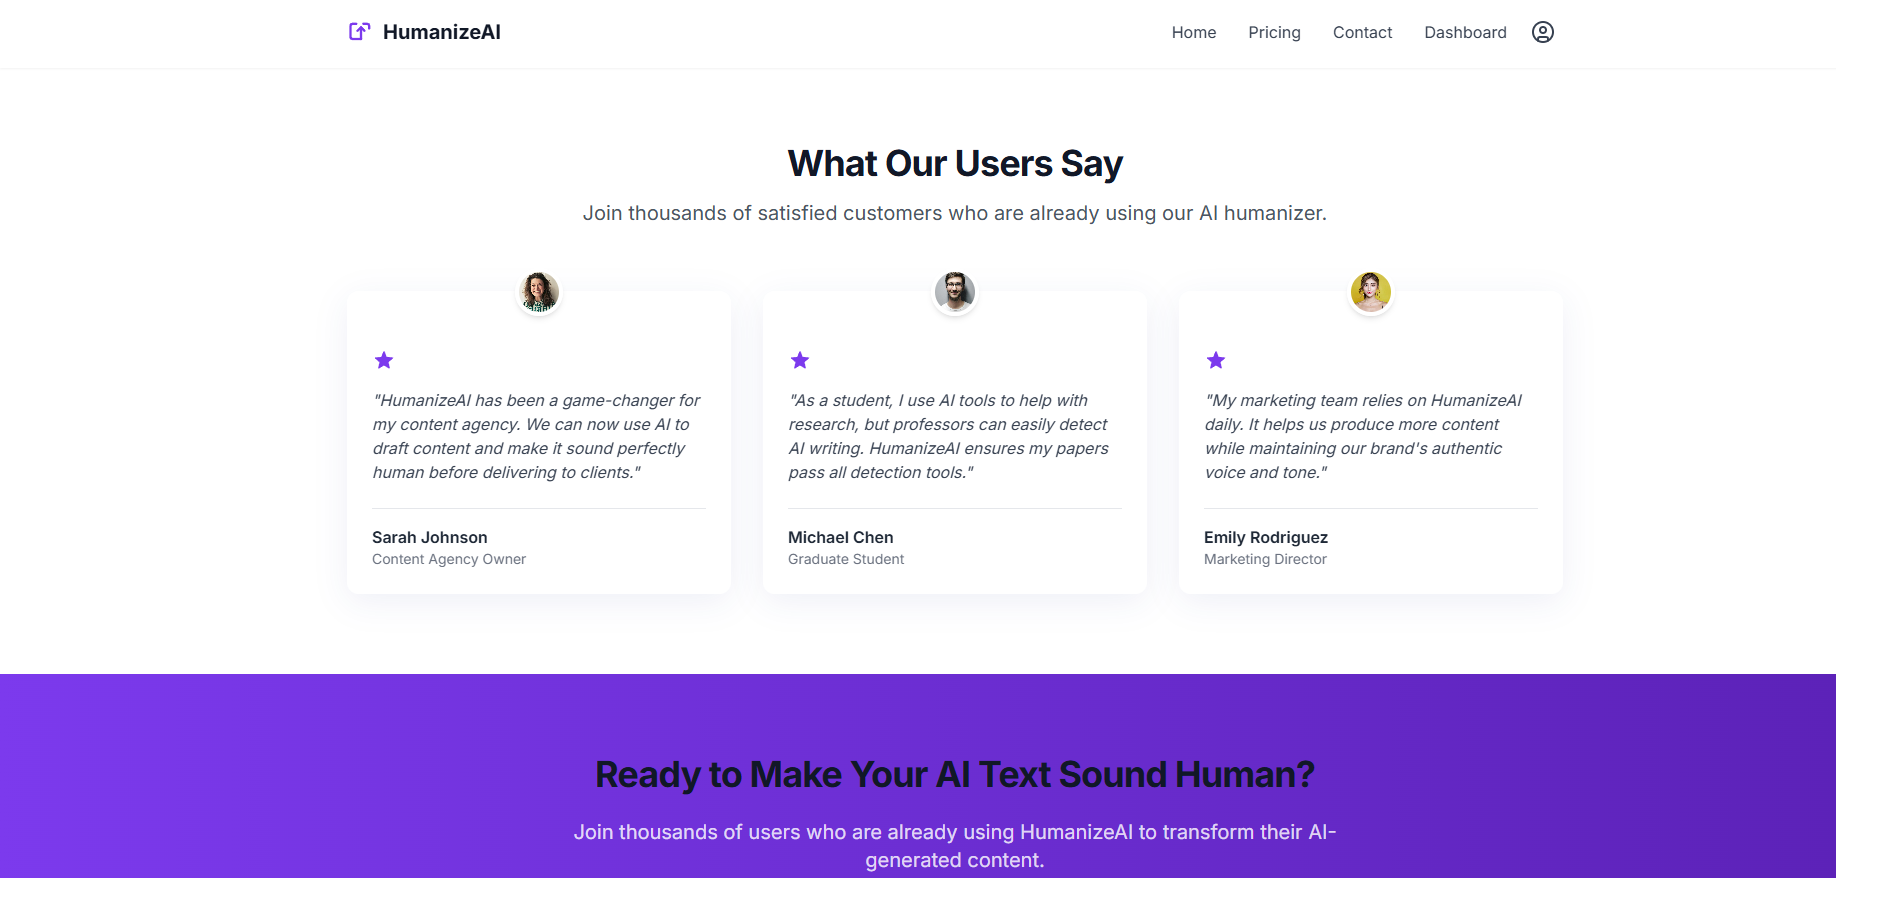 HumanizeAI
Home
Pricing
Contact
Dashboard
What Our Users Say
Join thousands of satisfied customers who are already using our AI humanizer.
"HumanizeAI has been a game-changer for
my content agency. We can now use AI to
draft content and make it sound perfectly
human before delivering to clients."
Sarah Johnson
Content Agency Owner
"As a student, I use AI tools to help with
research, but professors can easily detect
AI writing. HumanizeAI ensures my papers
pass all detection tools."
Michael Chen
Graduate Student
"My marketing team relies on HumanizeAI
daily. It helps us produce more content
while maintaining our brand's authentic
voice and tone."
Emily Rodriguez
Marketing Director
Ready to Make Your AI Text Sound Human?
Join thousands of users who are already using HumanizeAI to transform their AI-
generated content.